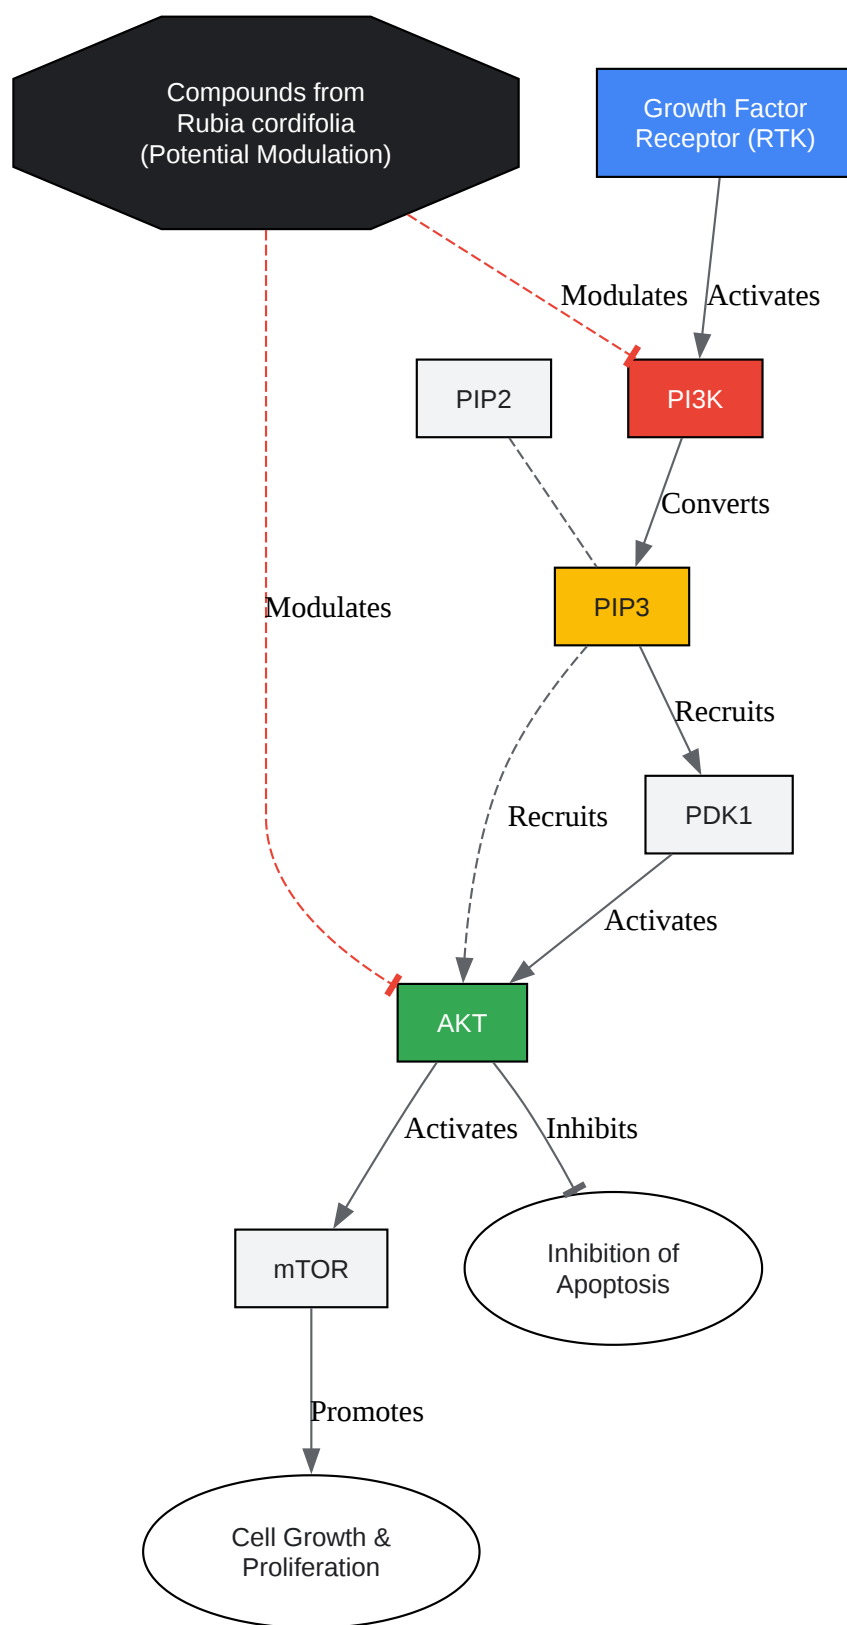 Compounds from
Rubia cordifolia
(Potential Modulation)
Growth Factor
Receptor (RTK)
Modulates
Activates
PIP2
PI3K
Converts
Modulates
PIP3
Recruits
Recruits
PDK1
Activates
AKT
Activates
Inhibits
mTOR
Inhibition of
Apoptosis
Promotes
Cell Growth &
Proliferation